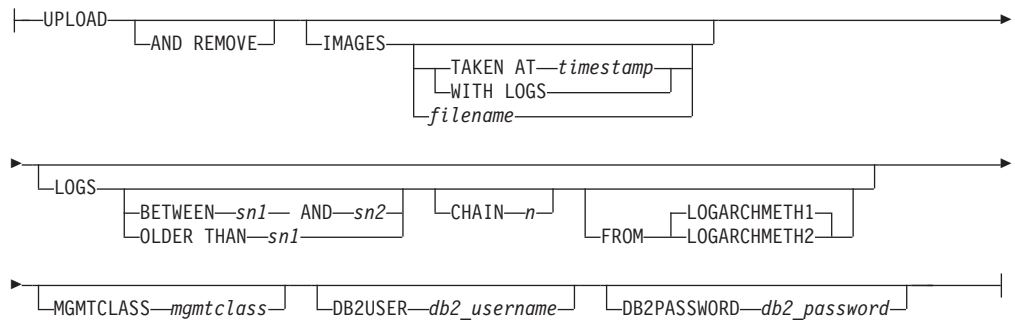 UPLOAD
AND REMOVE IMAGES
TAKEN AT timestamp
WITH LOGS
filename
LOGS
BETWEEN sn1 AND sn2 CHAIN n LOGARCHMETH1
OLDER THAN sn1 FROM LOGARCHMETH2
MGMTCLASS mgmtclass DB2USER db2_username DB2PASSWORD db2_password